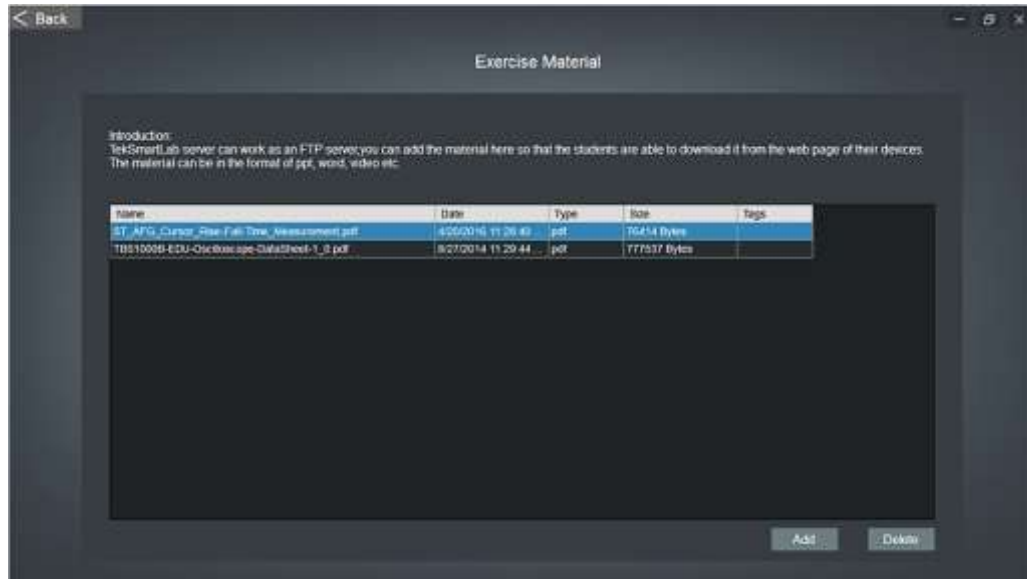 < Back
Exercise Material
Introduction:
TekSmartLab server can work as an FTP server,you can add the material here so that the students are able to download it from the web page of their devices.
The material can be in the format of ppt, word, video etc.
Name Date Type Size Tags
ST_AFG_Cursor_Rise-Fall-Time_Measurement.pdf 4/20/2016 11:26 pdf 76414 Bytes
TBS1000B-EDU-Oscilloscope-DataSheet-1_0.pdf 8/27/2014 11:29:44 ... pdf 777537 Bytes
Add Delete